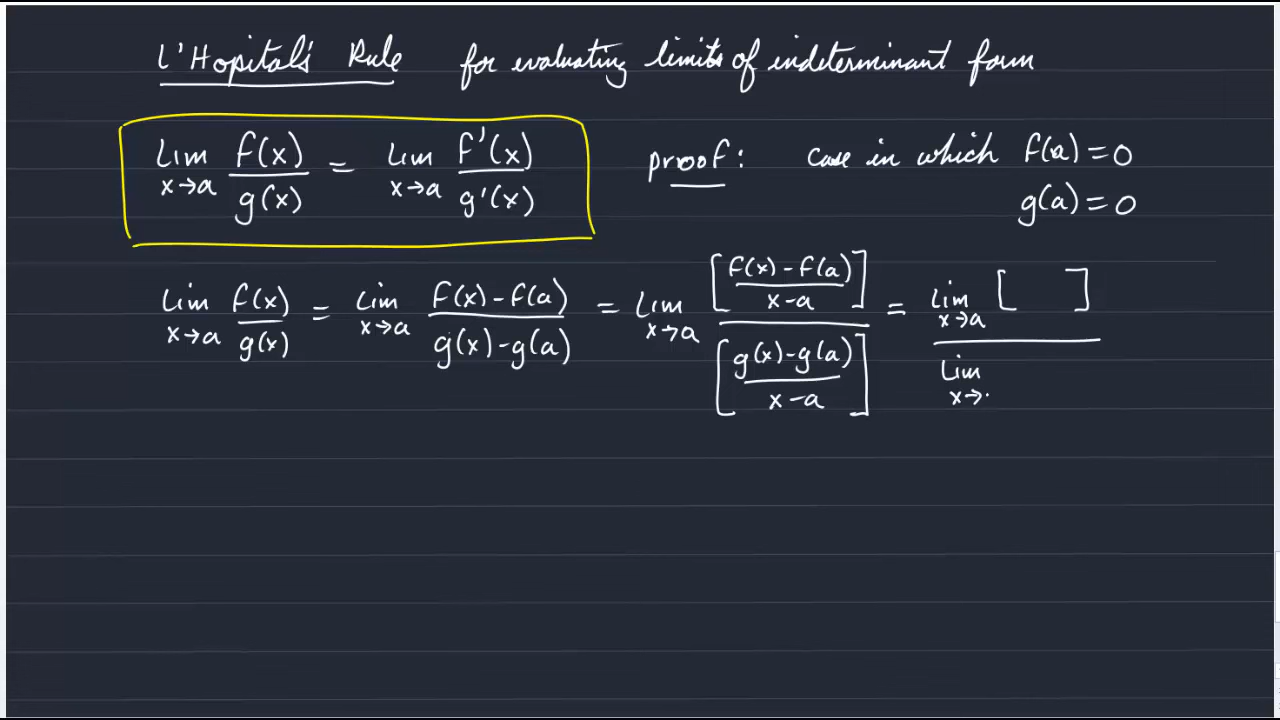 L'Hopital's Rule for evaluating limits of indeterminant form
Lim x→a f(x)/g(x) = Lim x→a f'(x)/g'(x) proof: case in which f(a)=0
g(a)=0
Lim x→a f(x)/g(x) = Lim x→a (f(x)-f(a))/(g(x)-g(a)) = Lim x→a [(f(x)-f(a))/(x-a)]/[(g(x)-g(a))/(x-a)] = Lim x→a [ ] / Lim x→